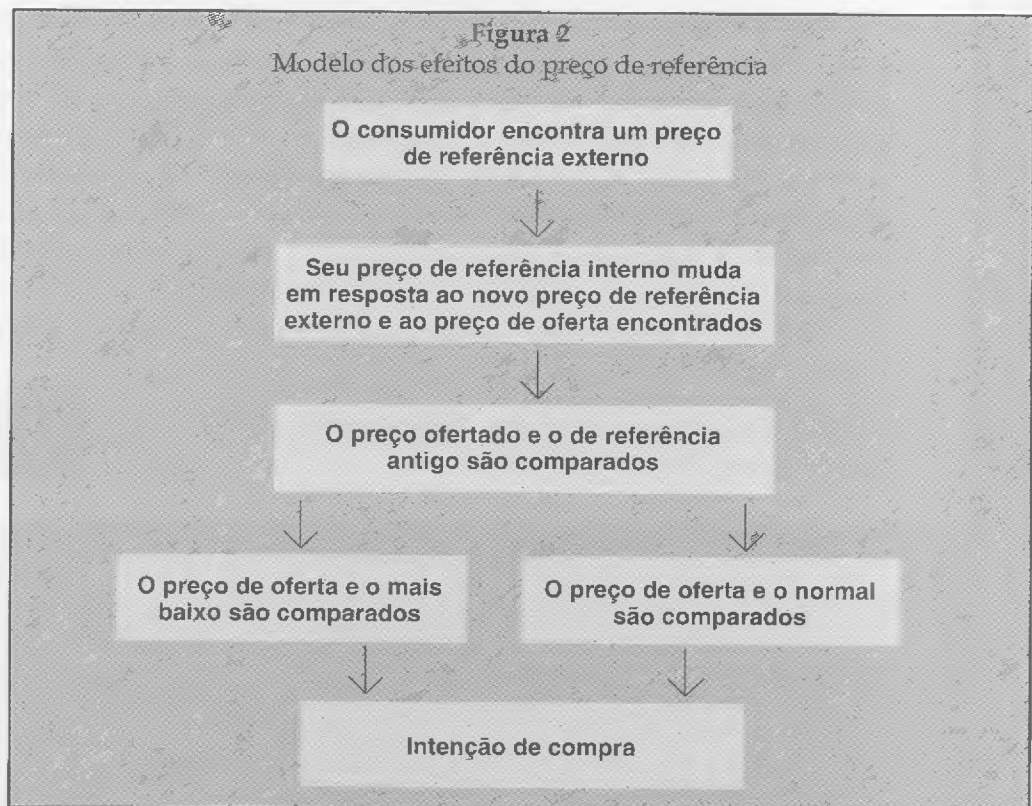 Figura 2
Modelo dos efeitos do preço de referência
O consumidor encontra um preço
de referência externo
Seu preço de referência interno muda
em resposta ao novo preço de referência
externo e ao preço de oferta encontrados
O preço ofertado e o de referência
antigo são comparados
O preço de oferta e o mais
baixo são comparados
O preço de oferta e o normal
são comparados
Intenção de compra